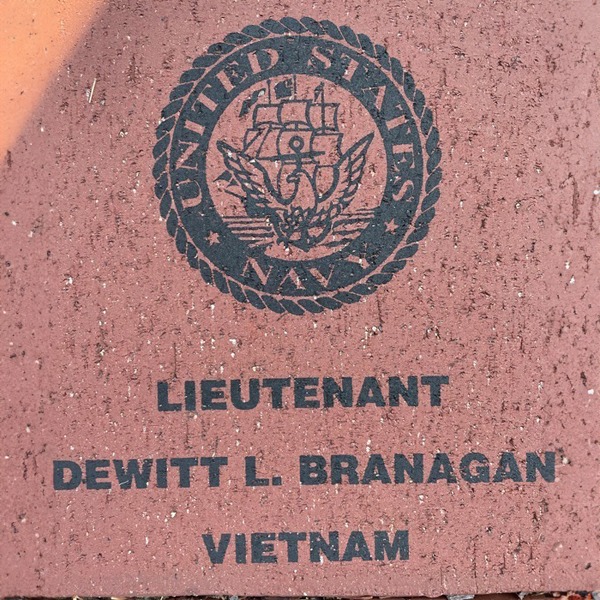 UNITED STATES
NAVY
LIEUTENANT
DEWITT L. BRANAGAN
VIETNAM